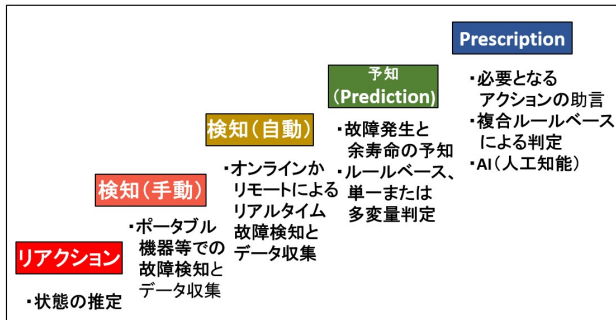 Prescription
・必要となる
アクションの助言
・複合ルールベース
による判定
・AI(人工知能)
予知
(Prediction)
・故障発生と
余寿命の予知
・ルールベース、
単一または
多変量判定
検知(自動)
・オンラインか
リモートによる
リアルタイム
故障検知と
データ収集
検知(手動)
・ポータブル
機器等での
故障検知と
データ収集
リアクション
・状態の推定